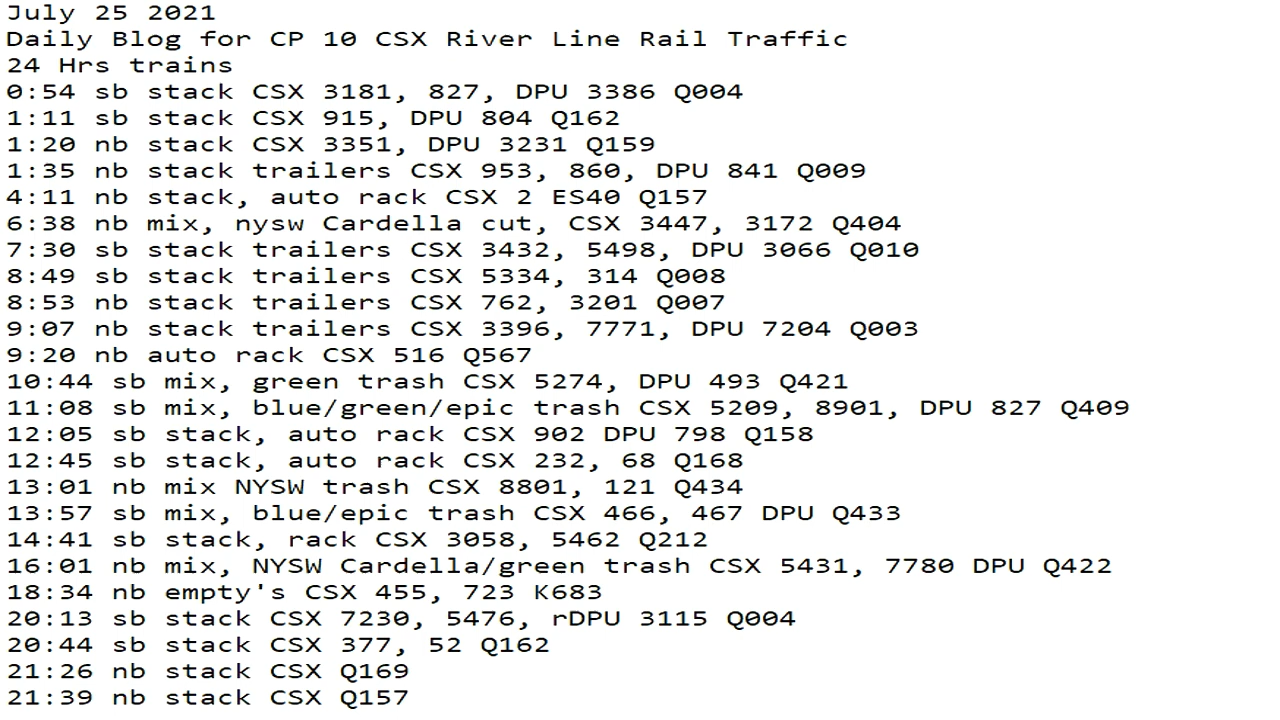 July 25 2021
Daily Blog for CP 10 CSX River Line Rail Traffic
24 Hrs trains
0:54 sb stack CSX 3181, 827, DPU 3386 Q004
1:11 sb stack CSX 915, DPU 804 Q162
1:20 nb stack CSX 3351, DPU 3231 Q159
1:35 nb stack trailers CSX 953, 860, DPU 841 Q009
4:11 nb stack, auto rack CSX 2 ES40 Q157
6:38 nb mix, nysw Cardella cut, CSX 3447, 3172 Q404
7:30 sb stack trailers CSX 3432, 5498, DPU 3066 Q010
8:49 sb stack trailers CSX 5334, 314 Q008
8:53 nb stack trailers CSX 762, 3201 Q007
9:07 nb stack trailers CSX 3396, 7771, DPU 7204 Q003
9:20 nb auto rack CSX 516 Q567
10:44 sb mix, green trash CSX 5274, DPU 493 Q421
11:08 sb mix, blue/green/epic trash CSX 5209, 8901, DPU 827 Q409
12:05 sb stack, auto rack CSX 902 DPU 798 Q158
12:45 sb stack, auto rack CSX 232, 68 Q168
13:01 nb mix NYSW trash CSX 8801, 121 Q434
13:57 sb mix, blue/epic trash CSX 466, 467 DPU Q433
14:41 sb stack, rack CSX 3058, 5462 Q212
16:01 nb mix, NYSW Cardella/green trash CSX 5431, 7780 DPU Q422
18:34 nb empty's CSX 455, 723 K683
20:13 sb stack CSX 7230, 5476, rDPU 3115 Q004
20:44 sb stack CSX 377, 52 Q162
21:26 nb stack CSX Q169
21:39 nb stack CSX Q157